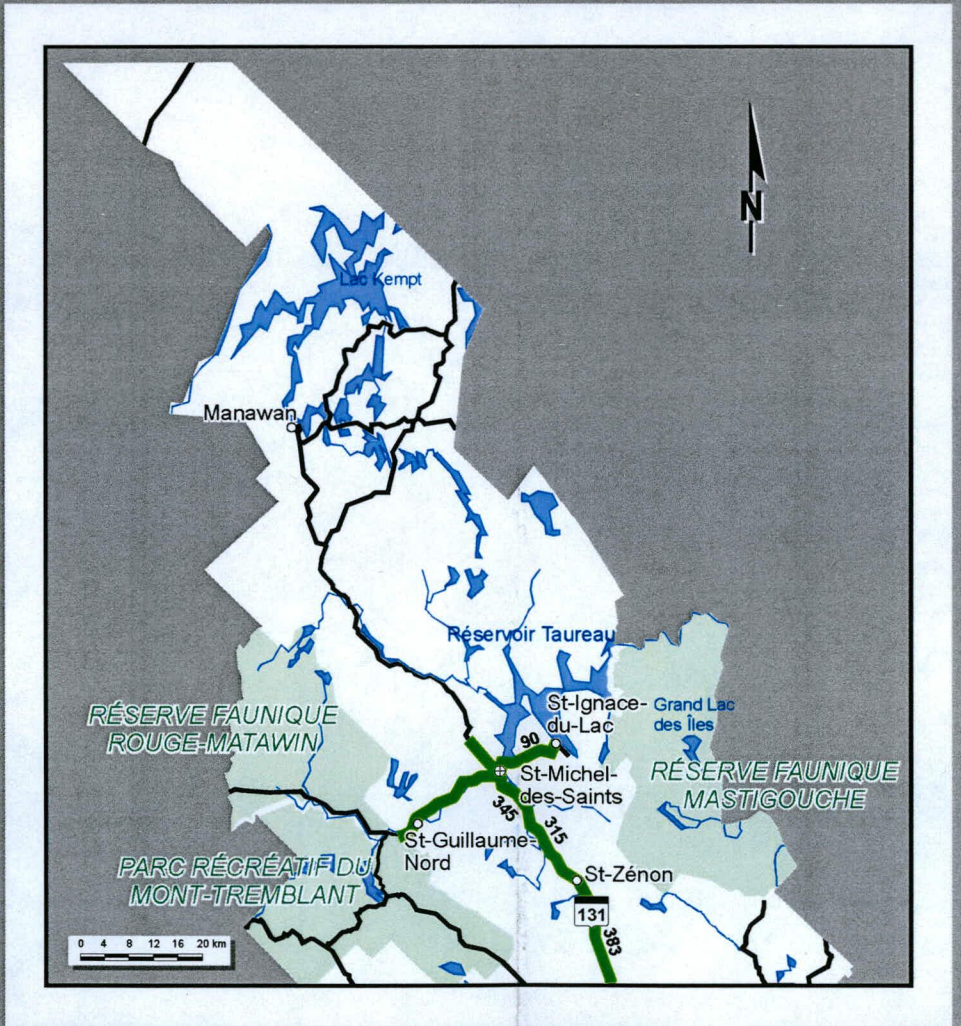 N
Lac Kempt
Manawan
Réservoir Taureau
St-Ignace-
du-Lac
Grand Lac
des Îles
RÉSERVE FAUNIQUE
ROUGE-MATAWIN
90
St-Michel-
des-Saints
RÉSERVE FAUNIQUE
MASTIGOUCHE
345
315
St-Guillaume-
Nord
PARC RÉCRÉATIF DU
MONT-TREMBLANT
St-Zénon
131
383
0 4 8 12 16 20 km